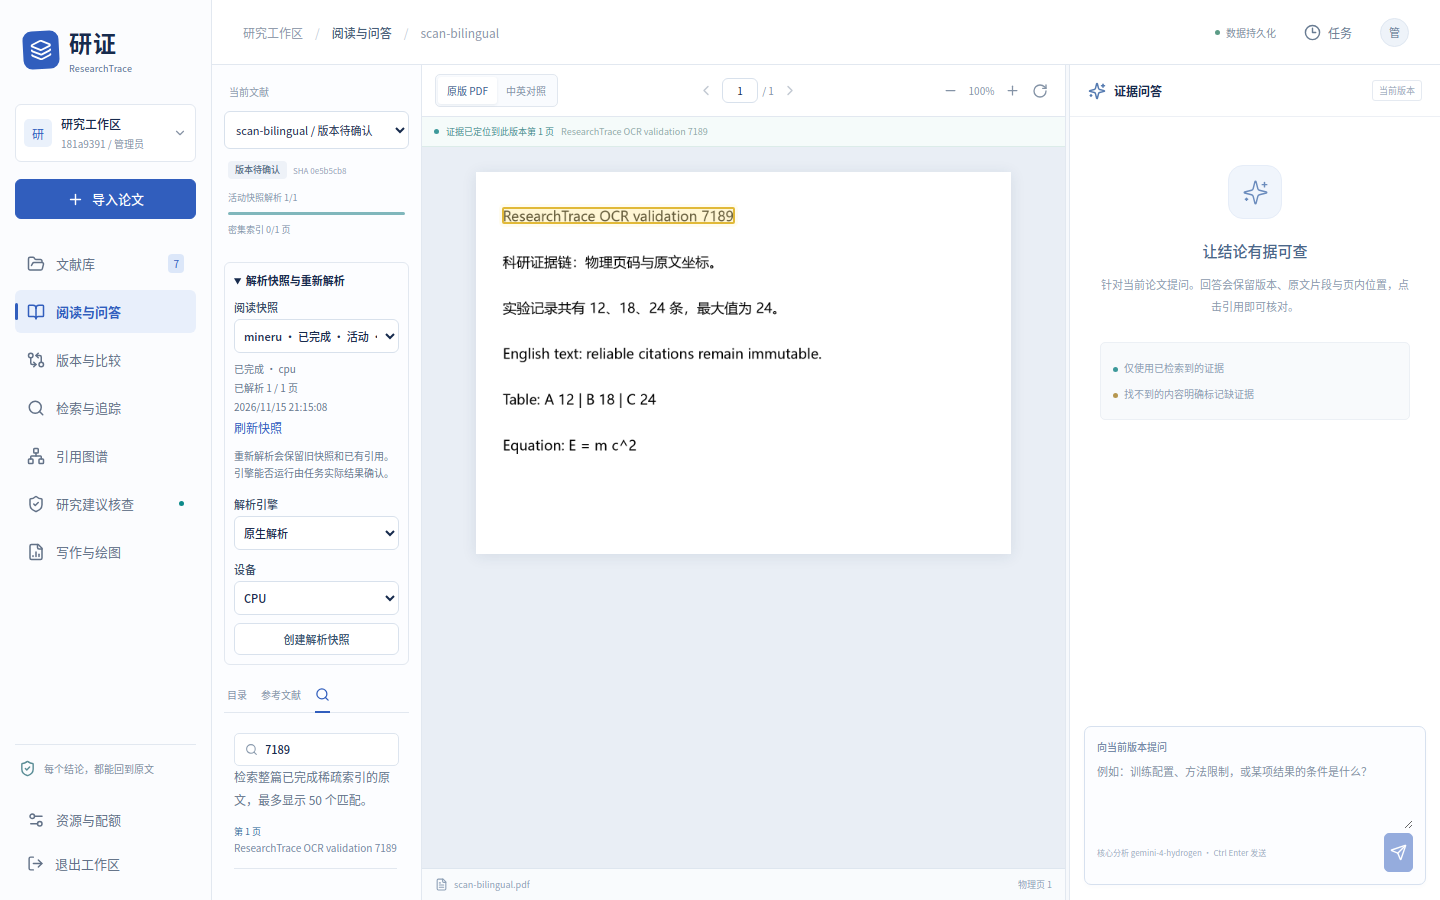 研证
ResearchTrace
研
研究工作区
181a9391 / 管理员
导入论文
文献库
7
阅读与问答
版本与比较
检索与追踪
引用图谱
研究建议核查
写作与绘图
每个结论，都能回到原文
资源与配额
退出工作区
研究工作区 / 阅读与问答 / scan-bilingual
数据持久化
任务
管
当前文献
scan-bilingual / 版本待确认
版本待确认
SHA 0e5b5cb8
活动快照解析 1/1
密集索引 0/1 页
▼ 解析快照与重新解析
阅读快照
mineru · 已完成 · 活动 ·
已完成 · cpu
已解析 1 / 1 页
2026/11/15 21:15:08
刷新快照
重新解析会保留旧快照和已有引用。
引擎能否运行由任务实际结果确认。
解析引擎
原生解析
设备
CPU
创建解析快照
目录
参考文献
7189
检索整篇已完成稀疏索引的原
文，最多显示 50 个匹配。
第 1 页
ResearchTrace OCR validation 7189
原版 PDF
中英对照
1 / 1
100%
证据已定位到此版本第 1 页
ResearchTrace OCR validation 7189
ResearchTrace OCR validation 7189
科研证据链：物理页码与原文坐标。
实验记录共有 12、18、24 条，最大值为 24。
English text: reliable citations remain immutable.
Table: A 12 | B 18 | C 24
Equation: E = m c^2
scan-bilingual.pdf
物理页 1
证据问答
当前版本
让结论有据可查
针对当前论文提问。回答会保留版本、原文片段与页内位置，点
击引用即可核对。
仅使用已检索到的证据
找不到的内容明确标记缺证据
向当前版本提问
例如：训练配置、方法限制，或某项结果的条件是什么？
核心分析 gemini-4-hydrogen · Ctrl Enter 发送